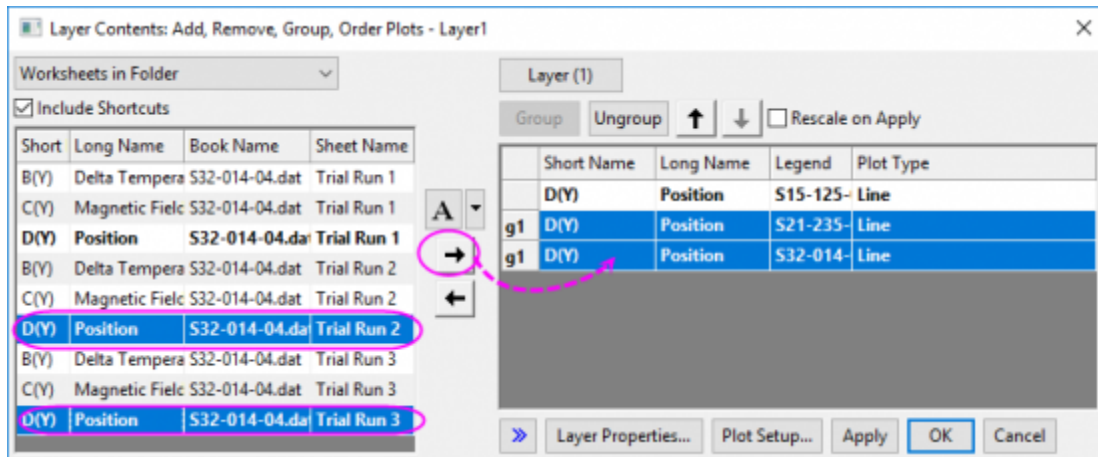 Layer Contents: Add, Remove, Group, Order Plots - Layer1
Worksheets in Folder
Include Shortcuts
Short Long Name Book Name Sheet Name
B(Y) Delta Tempera S32-014-04.dat Trial Run 1
C(Y) Magnetic Fielc S32-014-04.dat Trial Run 1
D(Y) Position S32-014-04.da Trial Run 1
B(Y) Delta Tempera S32-014-04.dat Trial Run 2
C(Y) Magnetic Fielc S32-014-04.dat Trial Run 2
D(Y) Position S32-014-04.da Trial Run 2
B(Y) Delta Tempera S32-014-04.dat Trial Run 3
C(Y) Magnetic Fielc S32-014-04.dat Trial Run 3
D(Y) Position S32-014-04.da Trial Run 3
A
Layer (1)
Group Ungroup Rescale on Apply
Short Name Long Name Legend Plot Type
D(Y) Position S15-125- Line
g1 D(Y) Position S21-235- Line
g1 D(Y) Position S32-014- Line
Layer Properties... Plot Setup... Apply OK Cancel